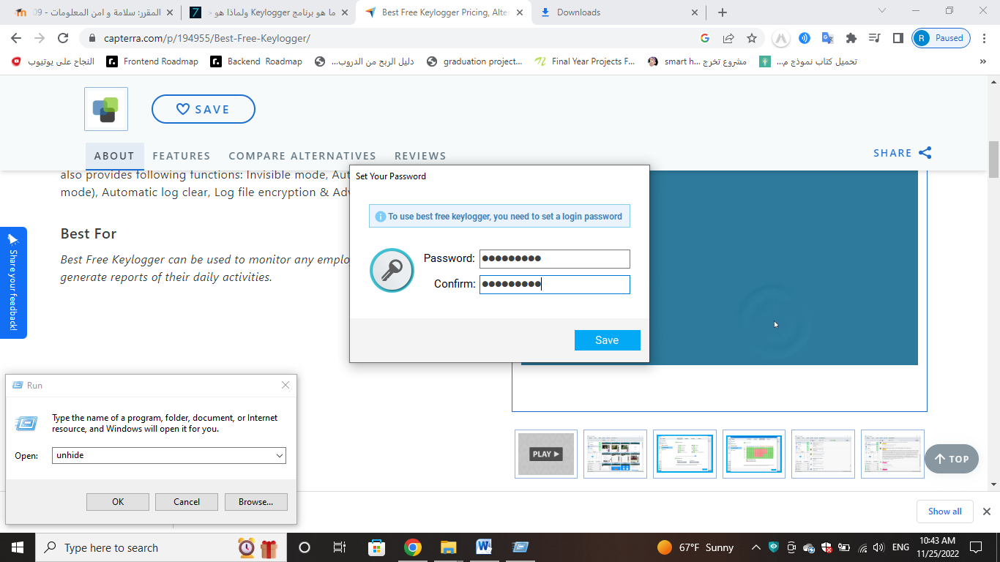 المقرر: سلامة و امن المعلومات - 09
ما هو برنامج Keylogger ولماذا هو
Best Free Keylogger Pricing, Alter
Downloads
capterra.com/p/194955/Best-Free-Keylogger/
R Paused
النجاح على يوتيوب
Frontend Roadmap
Backend Roadmap
دليل الربح من الدروب...
graduation project...
Final Year Projects F...
مشروع تخرج smart h...
تحميل كتاب نموذج م...
SAVE
ABOUT
FEATURES
COMPARE ALTERNATIVES
REVIEWS
SHARE
also provides following functions: Invisible mode, Aut
mode), Automatic log clear, Log file encryption & Adv
Best For
Best Free Keylogger can be used to monitor any emplo
generate reports of their daily activities.
Share your feedback!
Set Your Password
To use best free keylogger, you need to set a login password
Password:
Confirm:
Save
Run
Type the name of a program, folder, document, or Internet
resource, and Windows will open it for you.
Open: unhide
OK
Cancel
Browse...
PLAY
TOP
Show all
Type here to search
67°F Sunny
ENG
10:43 AM
11/25/2022